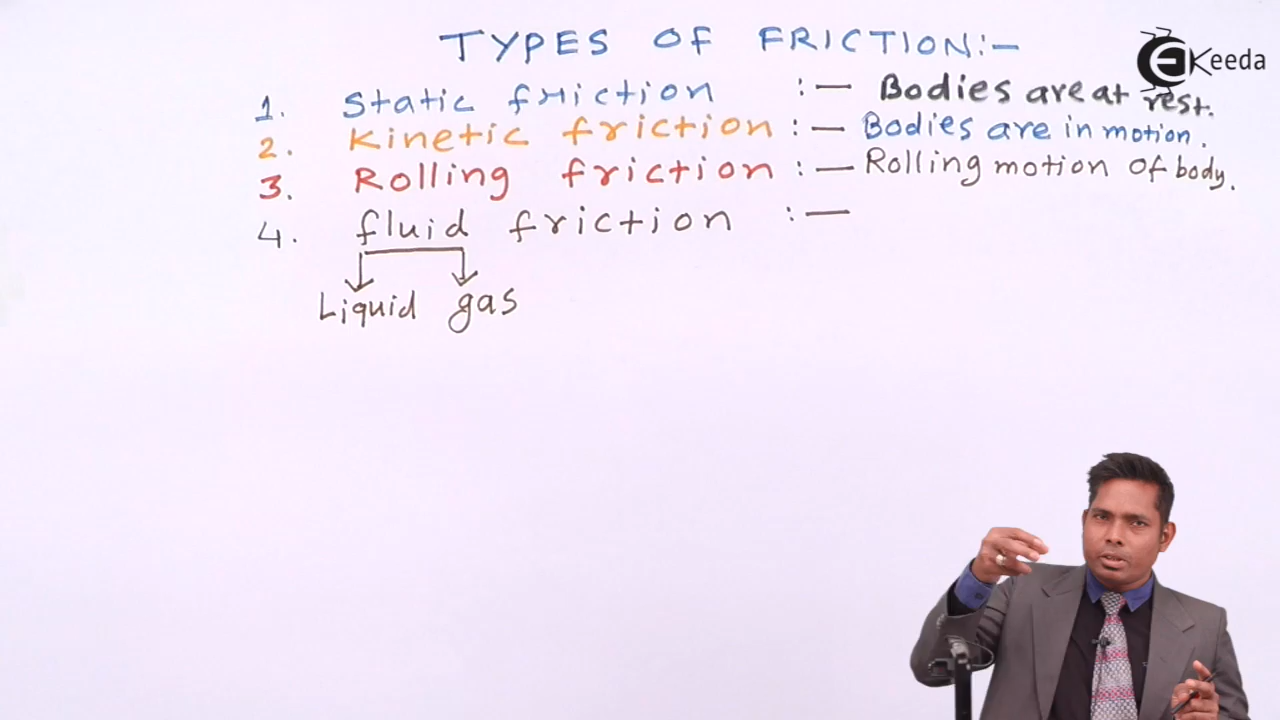 TYPES OF FRICTION:-
EKeeda
1. Static friction :- Bodies are at rest.
2. Kinetic friction :- Bodies are in motion.
3. Rolling friction :- Rolling motion of body.
4. fluid friction :-
Liquid gas